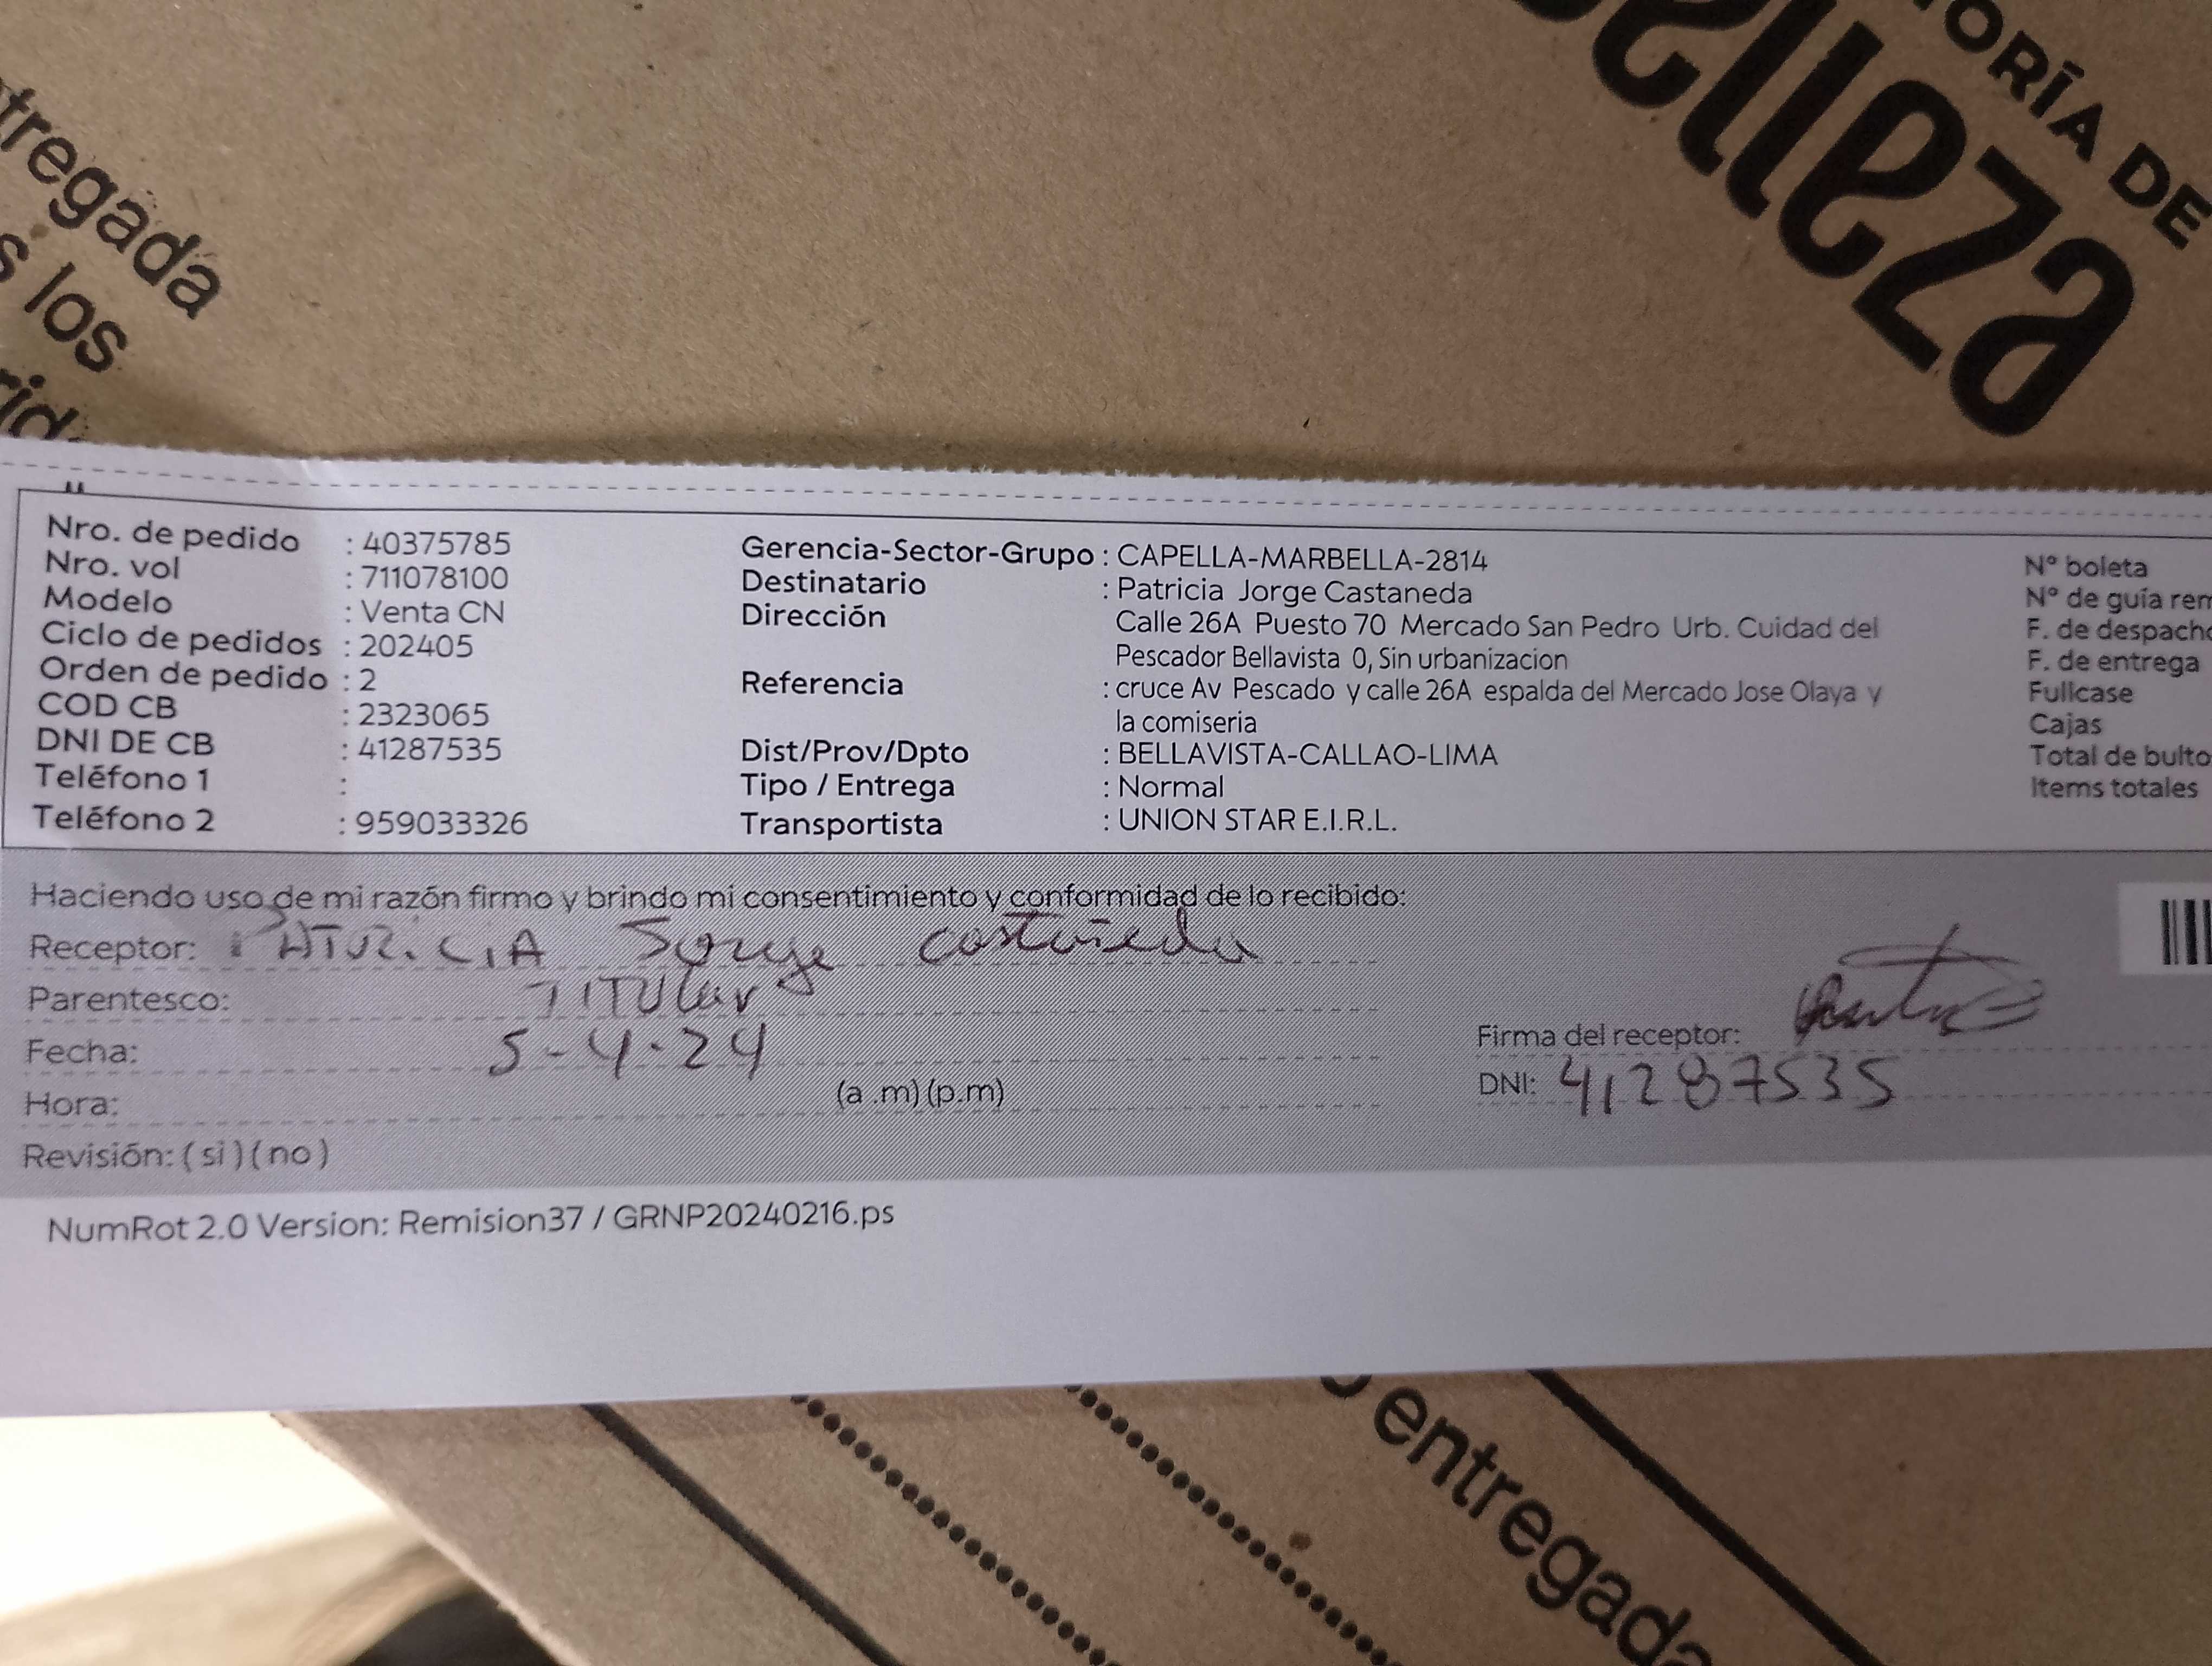 ORÍA DE
elleza
tregada
s los
rid
Nro. de pedido : 40375785
Nro. vol : 711078100
Modelo : Venta CN
Ciclo de pedidos : 202405
Orden de pedido : 2
COD CB : 2323065
DNI DE CB : 41287535
Teléfono 1 :
Teléfono 2 : 959033326
Gerencia-Sector-Grupo : CAPELLA-MARBELLA-2814
Destinatario : Patricia Jorge Castaneda
Dirección Calle 26A Puesto 70 Mercado San Pedro Urb. Cuidad del
Pescador Bellavista 0, Sin urbanizacion
Referencia : cruce Av Pescado y calle 26A espalda del Mercado Jose Olaya y
la comiseria
Dist/Prov/Dpto : BELLAVISTA-CALLAO-LIMA
Tipo / Entrega : Normal
Transportista : UNION STAR E.I.R.L.
N° boleta
N° de guía rem
F. de despacho
F. de entrega
Fullcase
Cajas
Total de bulto
Items totales
Haciendo uso de mi razón firmo y brindo mi consentimiento y conformidad de lo recibido:
Receptor: PATRICIA Jorge Castañeda
Parentesco: TITULar
Fecha: 5-4-24
Hora: (a .m) (p.m)
Revisión: ( si ) ( no )
Firma del receptor:
DNI: 41287535
NumRot 2.0 Version: Remision37 / GRNP20240216.ps
entregada